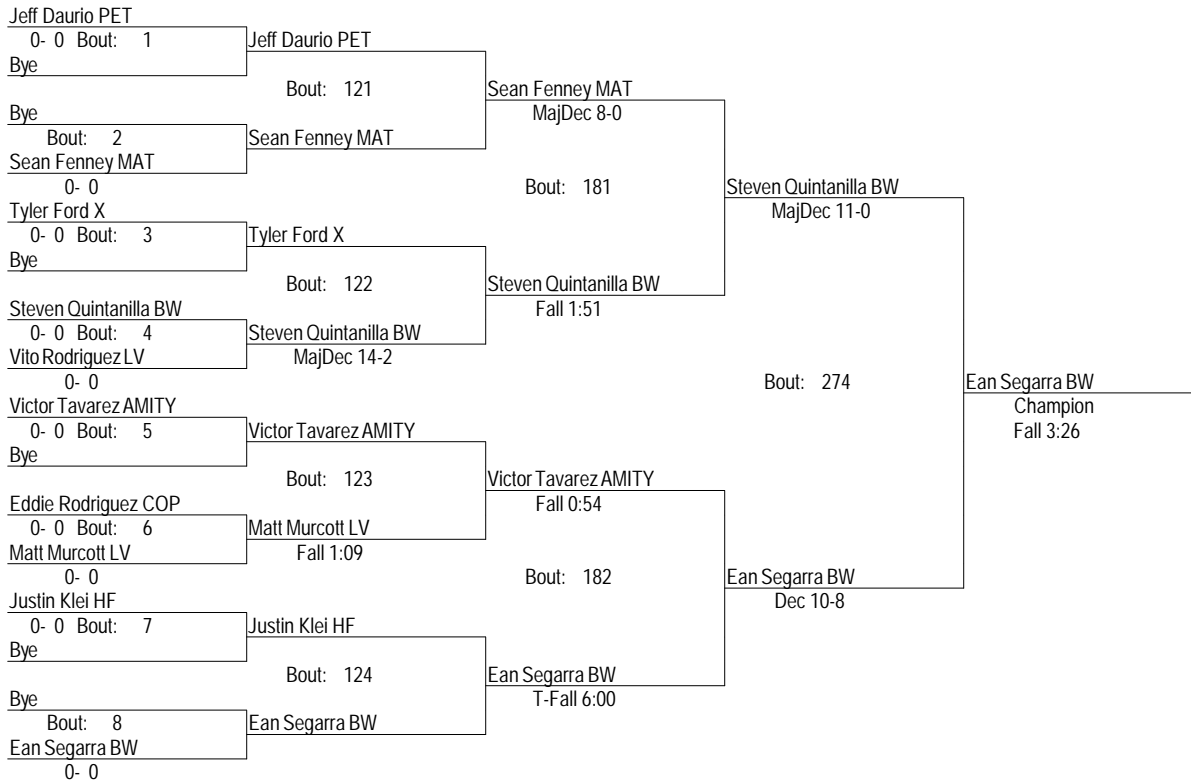 Jeff Daurio PET
0- 0 Bout: 1
Bye
Jeff Daurio PET
Bout: 121
Bye
Bout: 2
Sean Fenney MAT
0- 0
Sean Fenney MAT
Sean Fenney MAT
MajDec 8-0
Bout: 181
Tyler Ford X
0- 0 Bout: 3
Bye
Tyler Ford X
Bout: 122
Steven Quintanilla BW
0- 0 Bout: 4
Vito Rodriguez LV
0- 0
Steven Quintanilla BW
MajDec 14-2
Steven Quintanilla BW
Fall 1:51
Steven Quintanilla BW
MajDec 11-0
Bout: 274
Victor Tavarez AMITY
0- 0 Bout: 5
Bye
Victor Tavarez AMITY
Bout: 123
Eddie Rodriguez COP
0- 0 Bout: 6
Matt Murcott LV
0- 0
Matt Murcott LV
Fall 1:09
Victor Tavarez AMITY
Fall 0:54
Bout: 182
Justin Klei HF
0- 0 Bout: 7
Bye
Justin Klei HF
Bout: 124
Bye
Bout: 8
Ean Segarra BW
0- 0
Ean Segarra BW
Ean Segarra BW
T-Fall 6:00
Ean Segarra BW
Dec 10-8
Ean Segarra BW
Champion
Fall 3:26